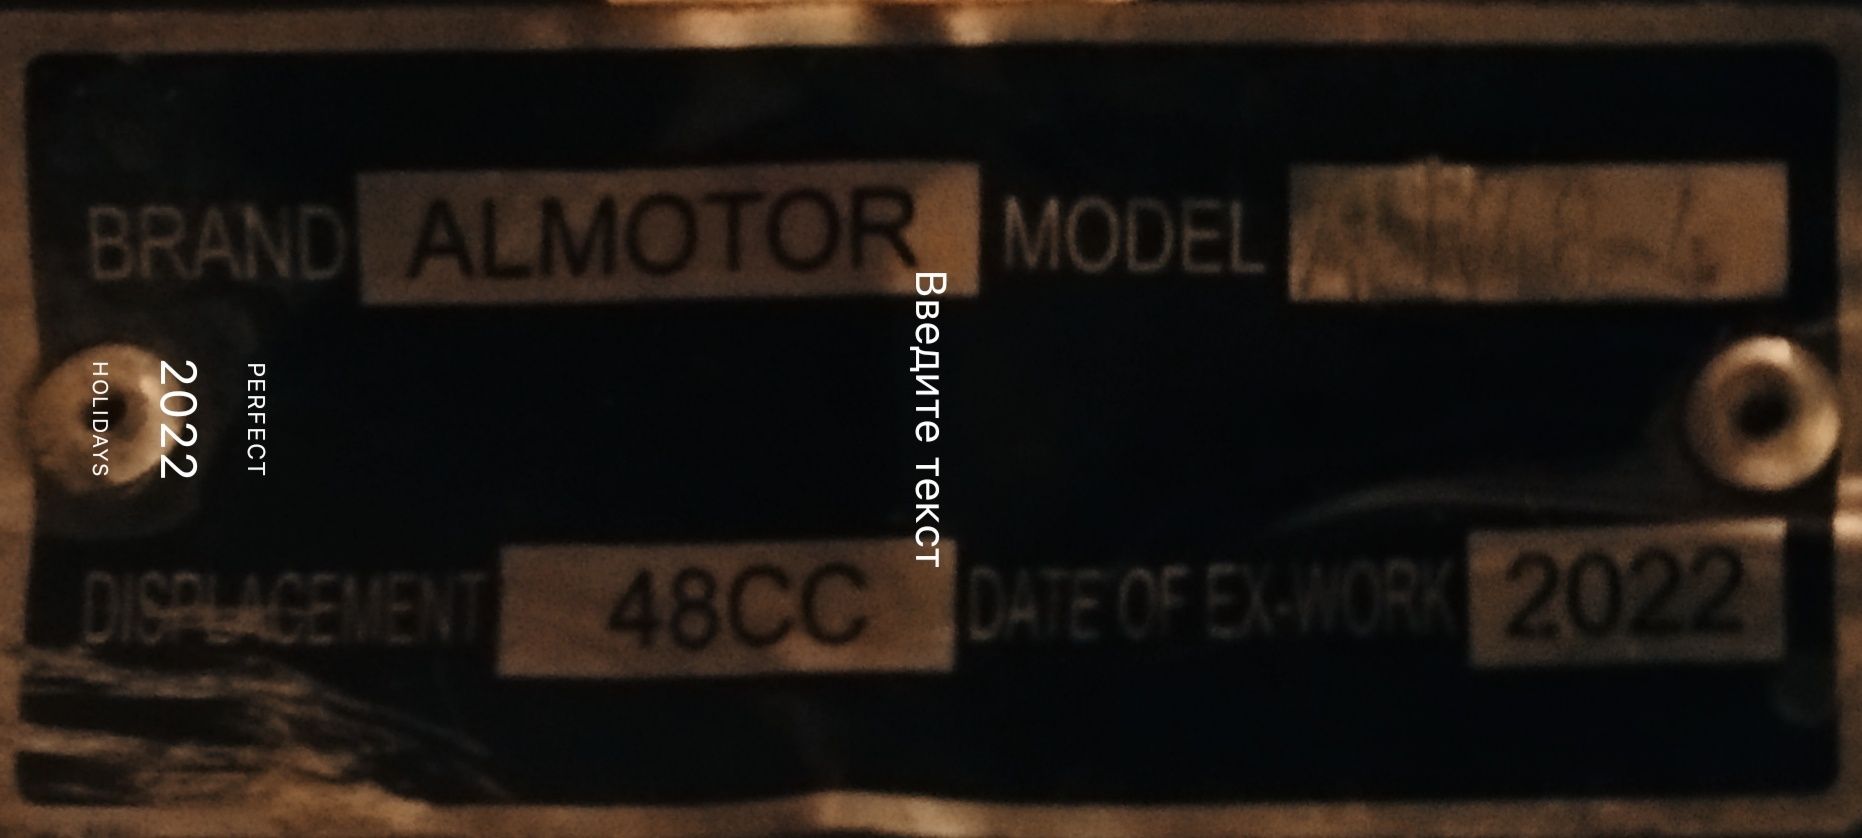 BRAND ALMOTOR MODEL
Введите текст
PERFECT
2022
HOLIDAYS
DISPLACEMENT 48CC DATE OF EX-WORK 2022